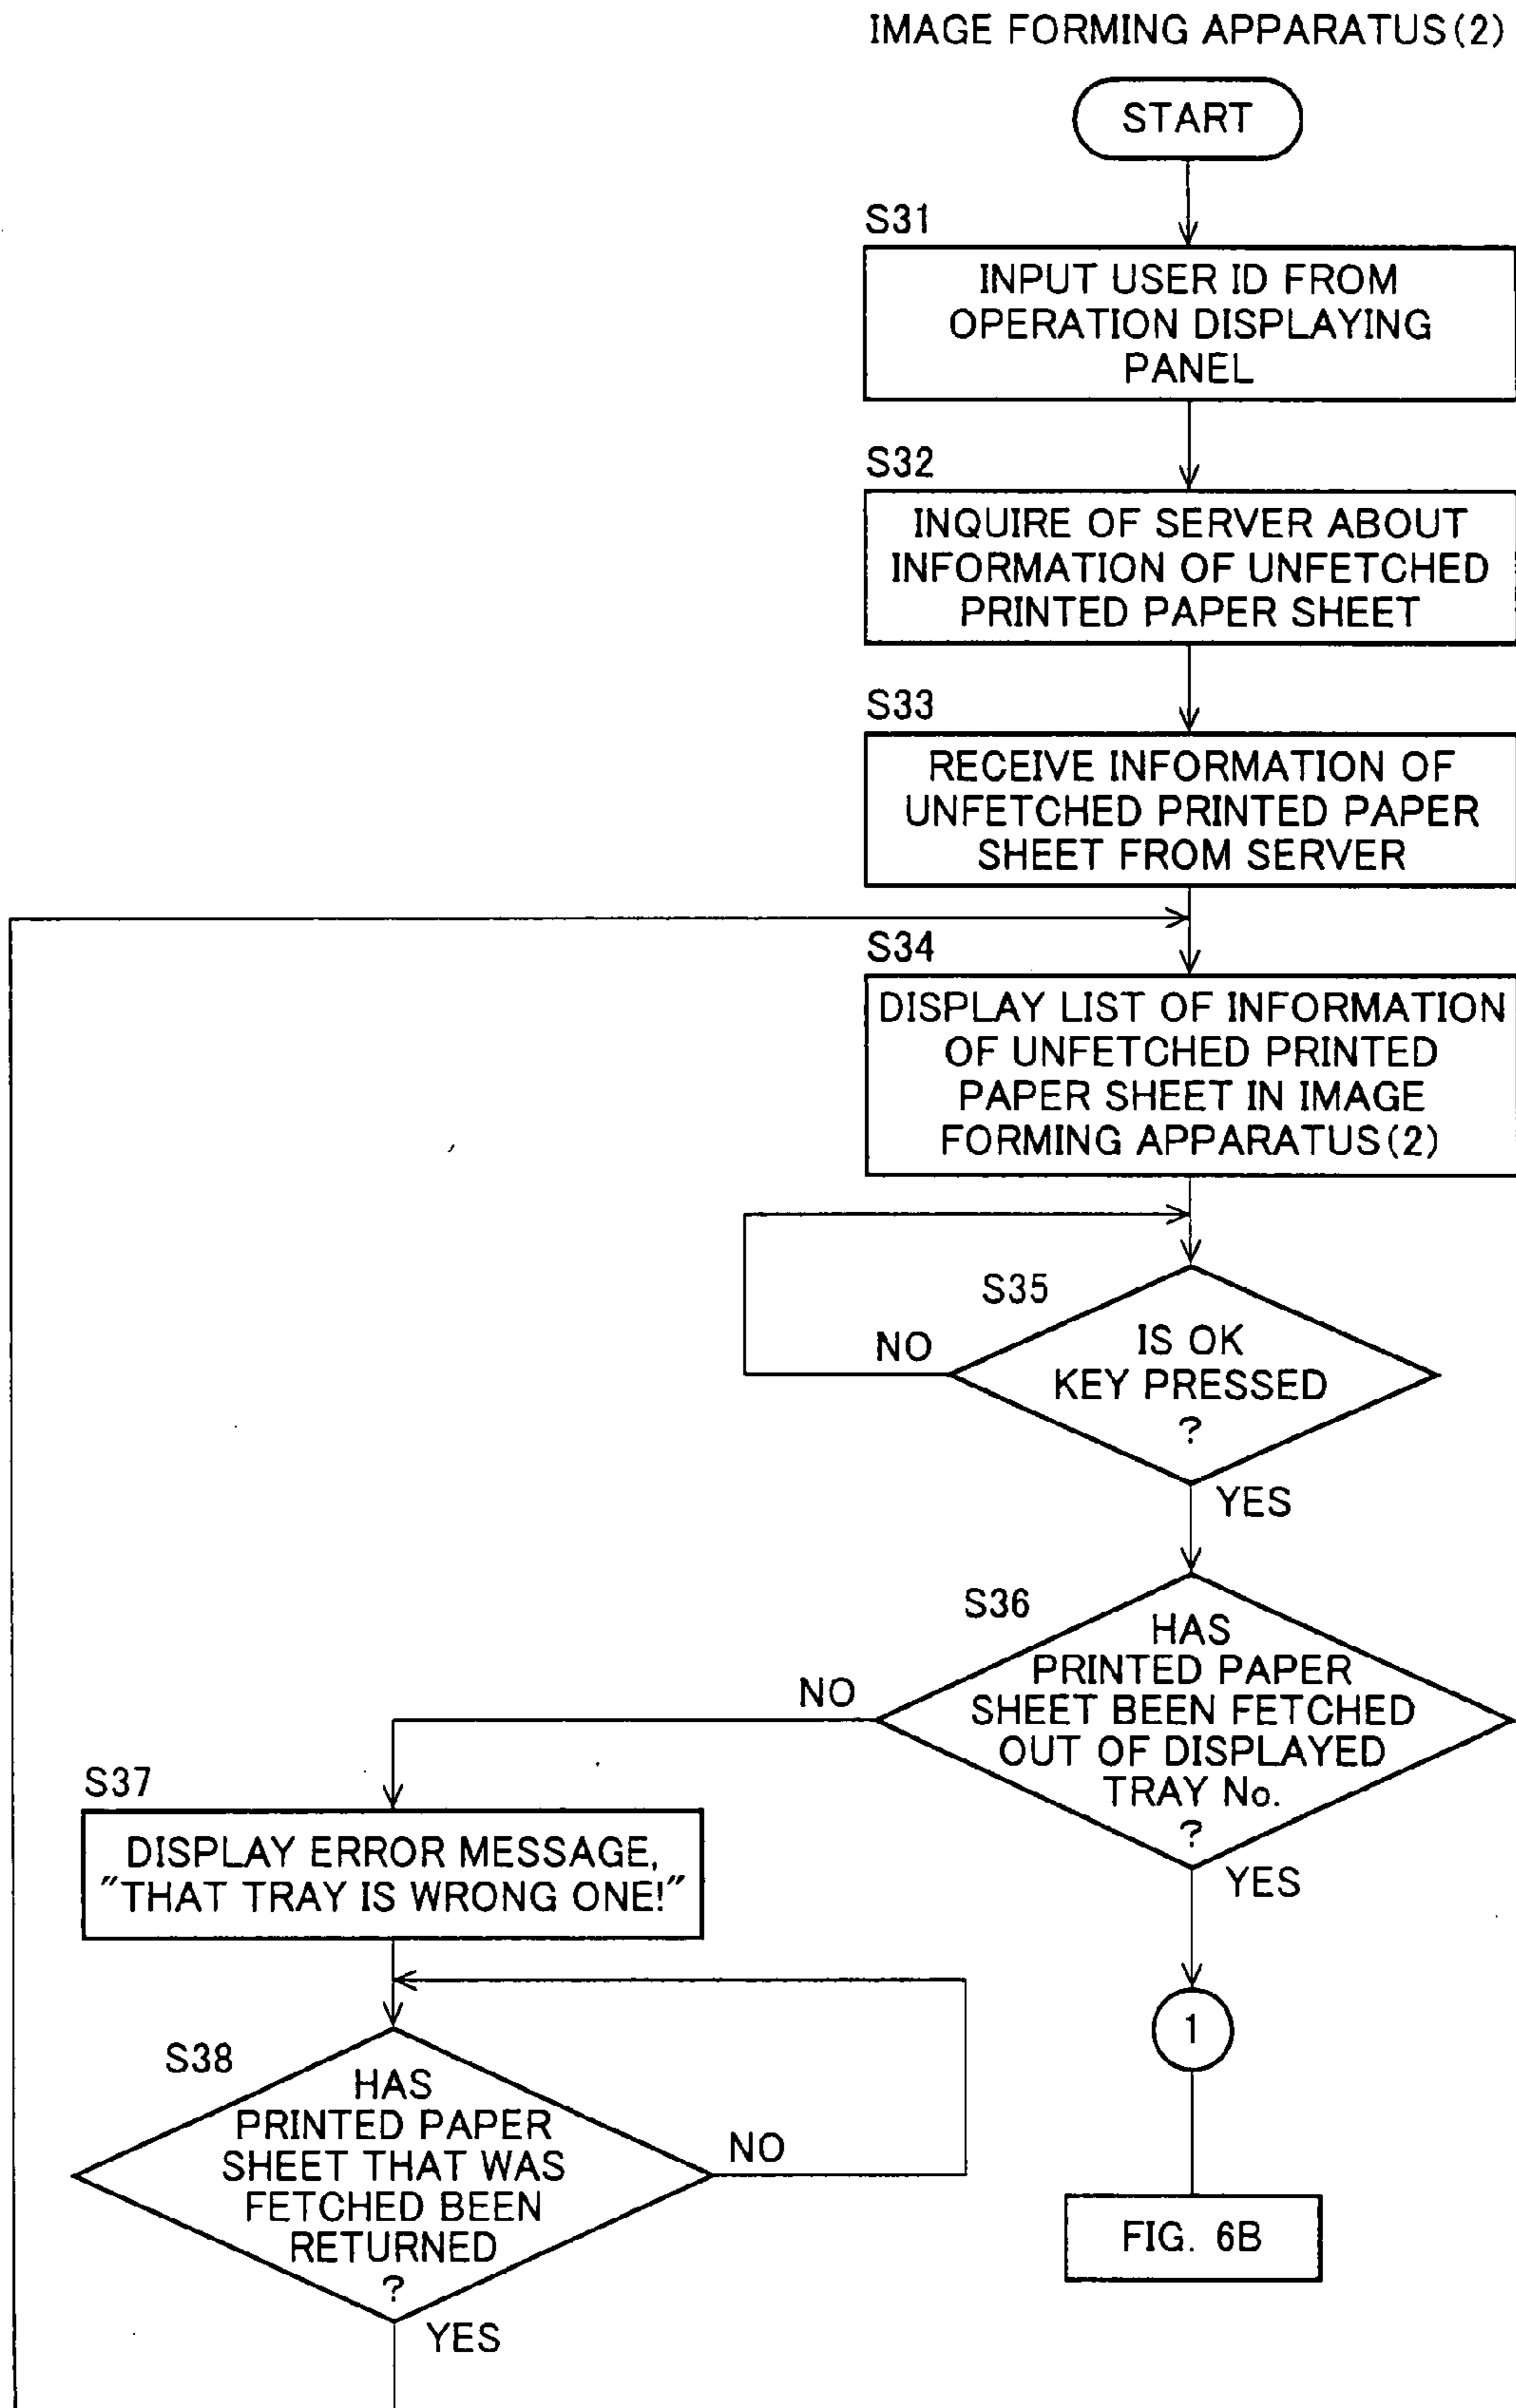 IMAGE FORMING APPARATUS(2)
START
S31
INPUT USER ID FROM
OPERATION DISPLAYING
PANEL
S32
INQUIRE OF SERVER ABOUT
INFORMATION OF UNFETCHED
PRINTED PAPER SHEET
S33
RECEIVE INFORMATION OF
UNFETCHED PRINTED PAPER
SHEET FROM SERVER
S34
DISPLAY LIST OF INFORMATION
OF UNFETCHED PRINTED
PAPER SHEET IN IMAGE
FORMING APPARATUS(2)
S35
IS OK
KEY PRESSED
?
NO
YES
S36
HAS
PRINTED PAPER
SHEET BEEN FETCHED
OUT OF DISPLAYED
TRAY No.
?
NO
YES
S37
DISPLAY ERROR MESSAGE,
"THAT TRAY IS WRONG ONE!"
S38
HAS
PRINTED PAPER
SHEET THAT WAS
FETCHED BEEN
RETURNED
?
NO
YES
1
FIG. 6B